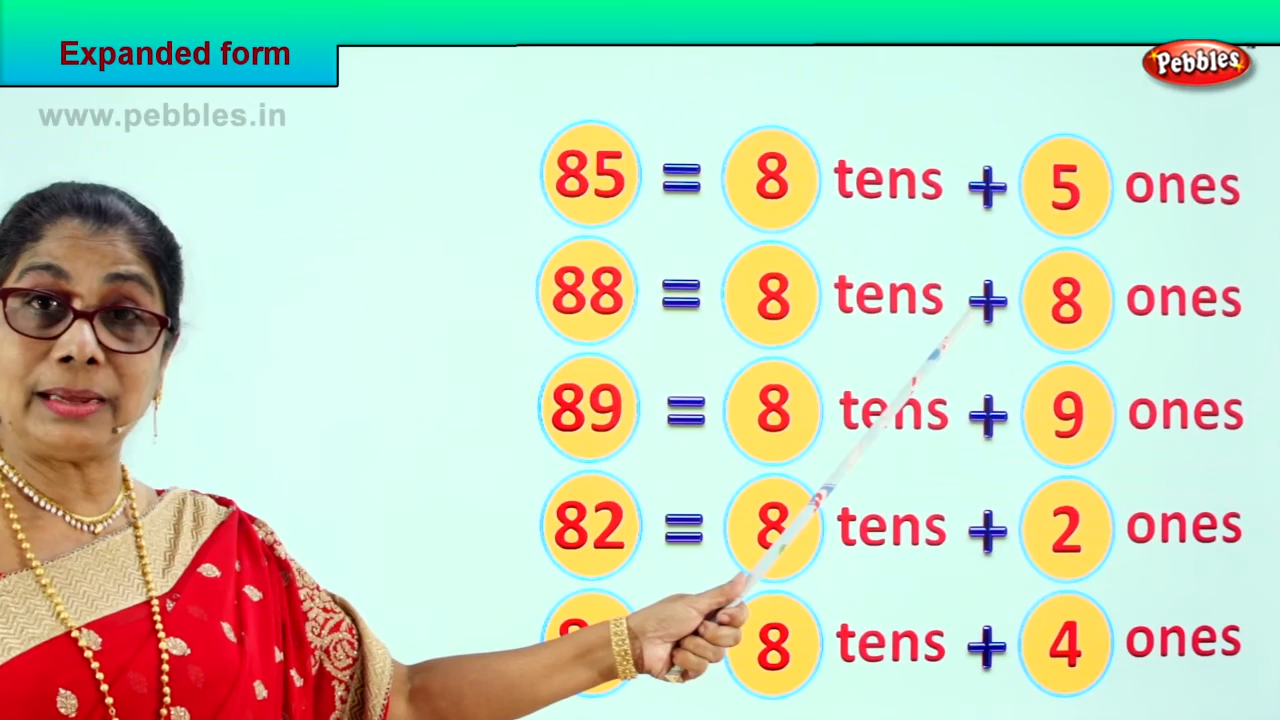 Expanded form
Pebbles
www.pebbles.in
85 = 8 tens + 5 ones
88 = 8 tens + 8 ones
89 = 8 tens + 9 ones
82 = 8 tens + 2 ones
8 tens + 4 ones